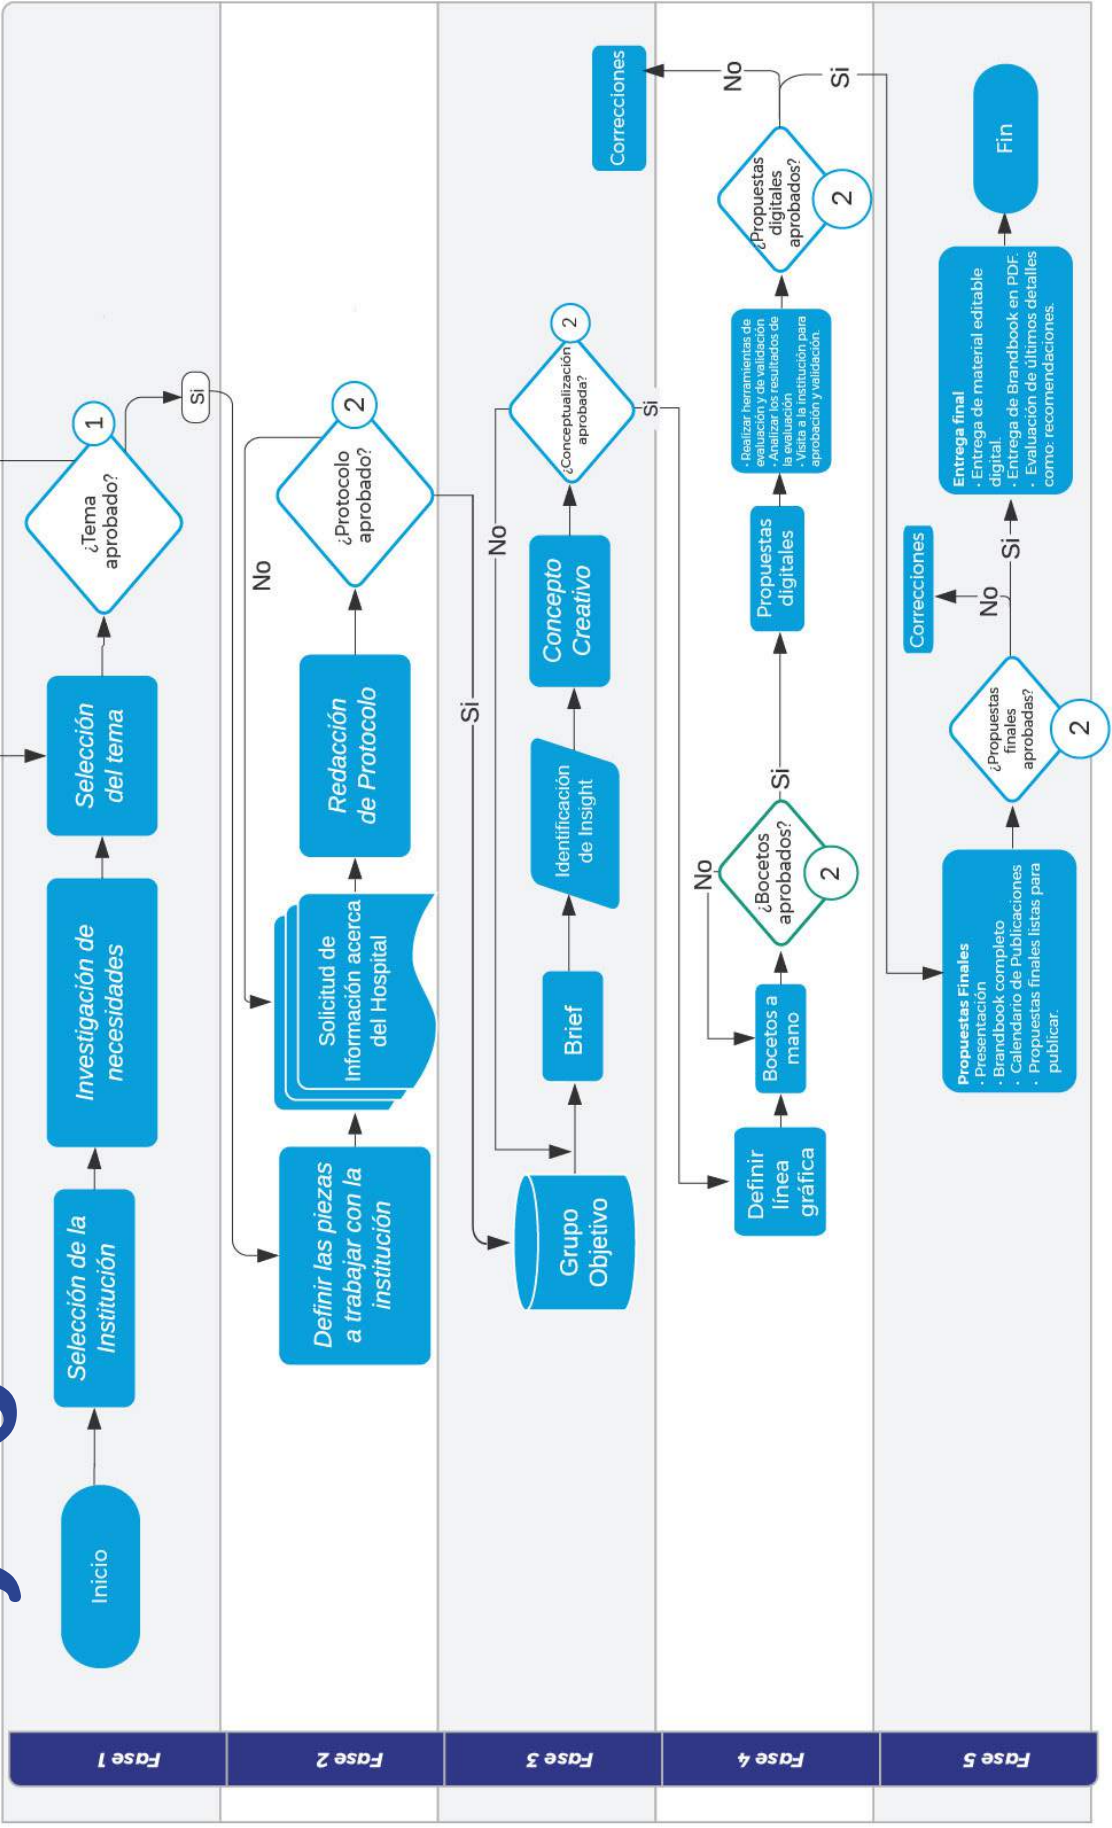 Fase 1
Inicio
Selección de la
Institución
Investigación de
necesidades
Selección
del tema
¿Tema
aprobado?
1
Si
Fase 2
Definir las piezas
a trabajar con la
institución
Solicitud de
Información acerca
del Hospital
Redacción
de Protocolo
¿Protocolo
aprobado?
2
No
Si
Fase 3
Grupo
Objetivo
Brief
Identificación
de Insight
Concepto
Creativo
¿Conceptualización
aprobada?
2
No
Si
Fase 4
Definir
línea
gráfica
Bocetos a
mano
¿Bocetos
aprobados?
2
No
Si
Propuestas
digitales
· Realizar herramientas de
evaluación y de validación
· Analizar los resultados de
la evaluación
· Visita a la institución para
aprobación y validación.
¿Propuestas
digitales
aprobados?
2
No
Correcciones
Si
Fase 5
Propuestas Finales
· Presentación
· Brandbook completo
· Calendario de Publicaciones
· Propuestas finales listas para
publicar.
¿Propuestas
finales
aprobadas?
2
No
Correcciones
Si
Entrega final
· Entrega de material editable
digital.
· Entrega de Brandbook en PDF.
· Evaluación de últimos detalles
como: recomendaciones.
Fin